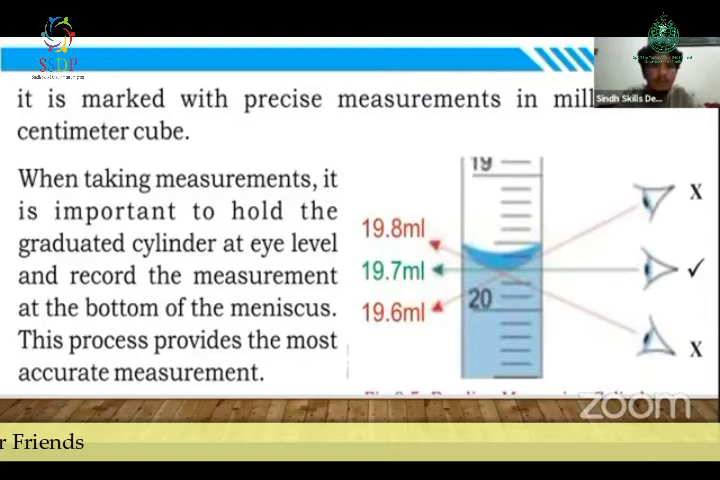 SSDP
Sindh Skills De...
it is marked with precise measurements in mill
centimeter cube.
When taking measurements, it
is important to hold the
graduated cylinder at eye level
and record the measurement
at the bottom of the meniscus.
This process provides the most
accurate measurement.
19
19.8ml
19.7ml
19.6ml
20
X
✓
X
zoom
r Friends